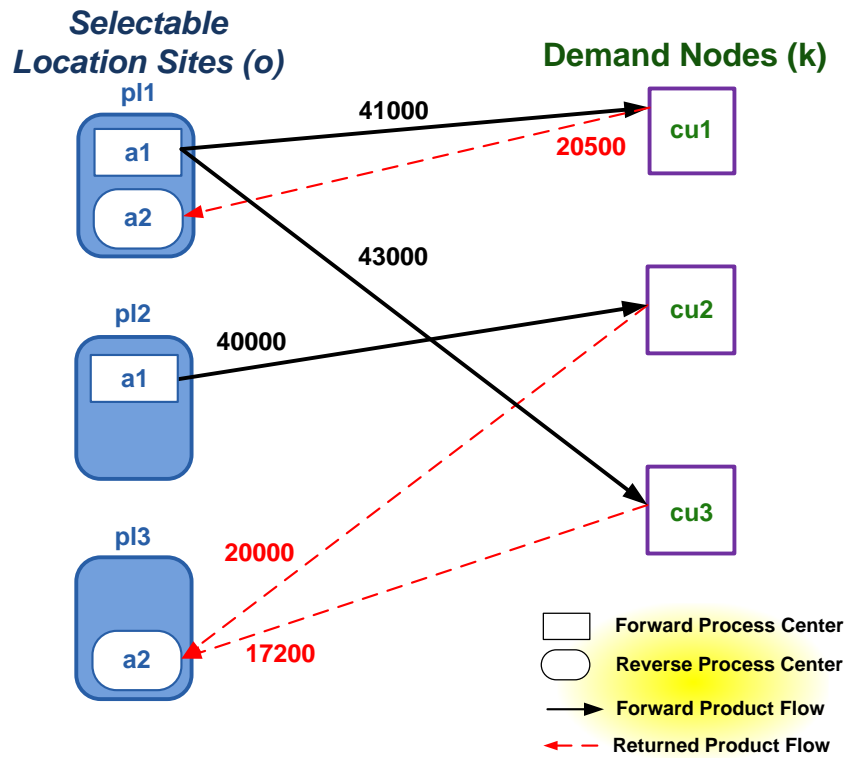 Selectable
Location Sites (o)
Demand Nodes (k)
pl1
a1
a2
41000
20500
cu1
43000
pl2
a1
40000
cu2
pl3
a2
20000
17200
cu3
Forward Process Center
Reverse Process Center
Forward Product Flow
Returned Product Flow